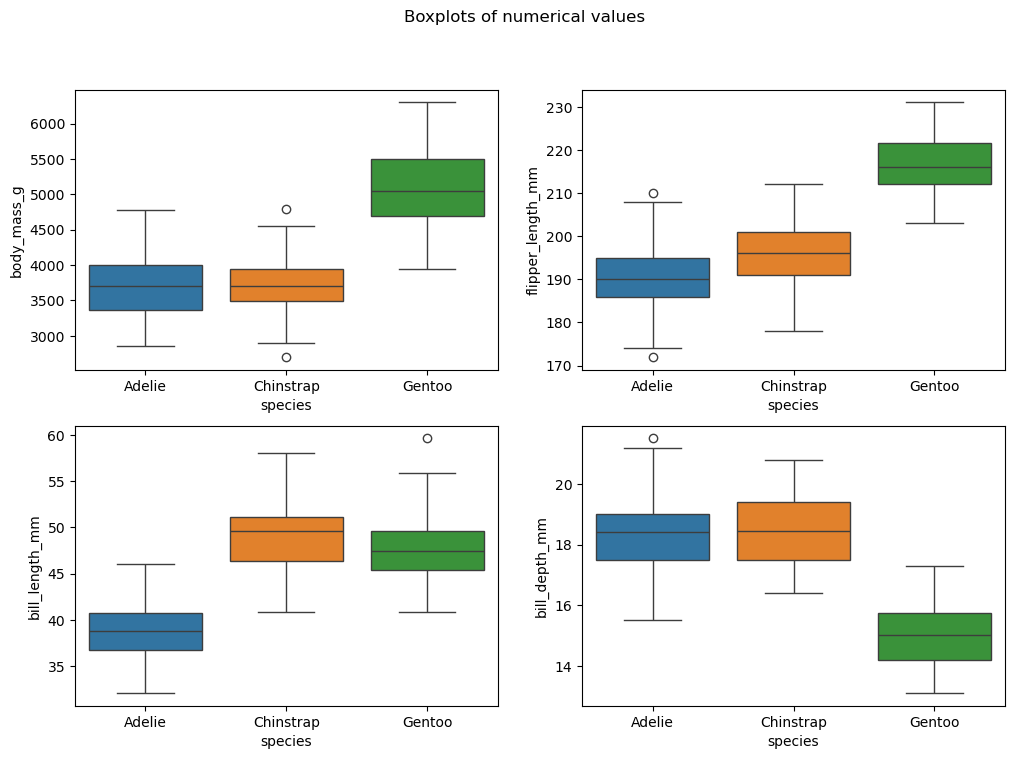 Boxplots of numerical values
body_mass_g
6000
5500
5000
4500
4000
3500
3000
Adelie Chinstrap Gentoo
species
flipper_length_mm
230
220
210
200
190
180
170
Adelie Chinstrap Gentoo
species
bill_length_mm
60
55
50
45
40
35
Adelie Chinstrap Gentoo
species
bill_depth_mm
20
18
16
14
Adelie Chinstrap Gentoo
species